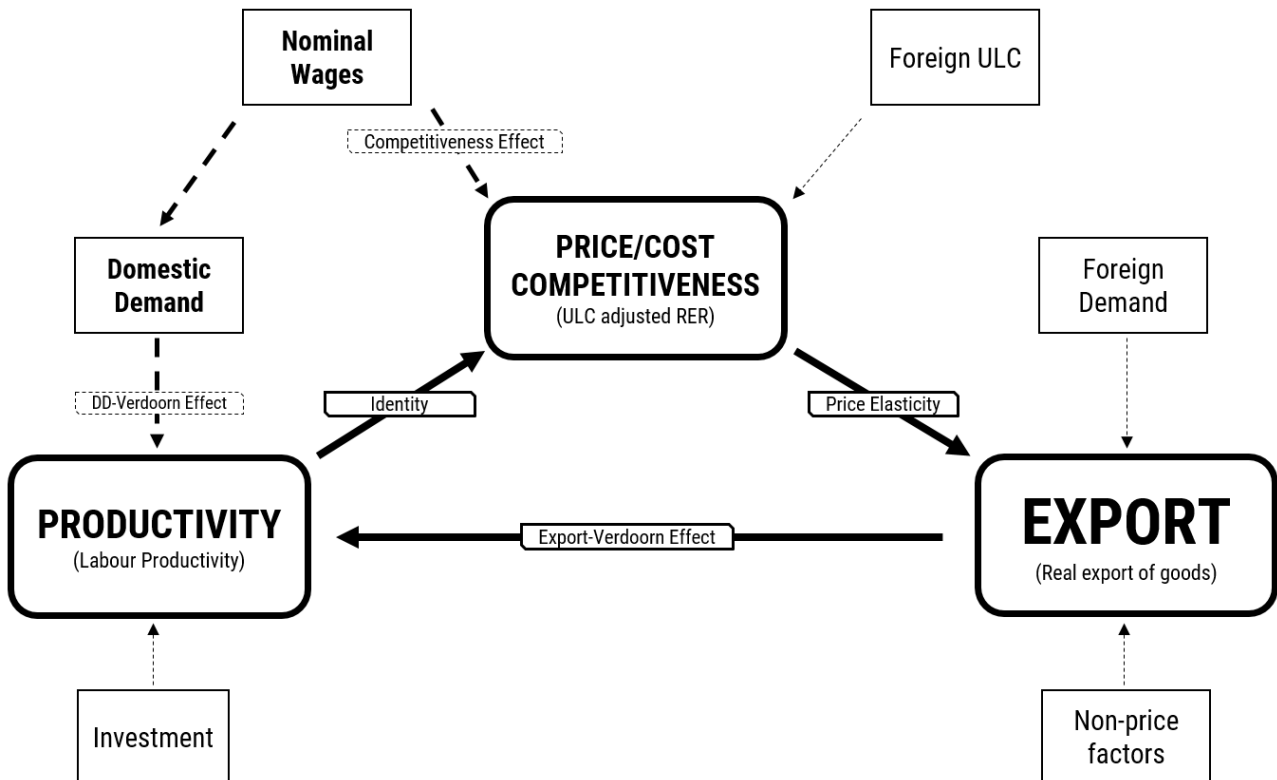 Nominal
Wages
Foreign ULC
Competitiveness Effect
PRICE/COST
COMPETITIVENESS
(ULC adjusted RER)
Domestic
Demand
Foreign
Demand
DD-Verdoorn Effect
Identity
Price Elasticity
PRODUCTIVITY
(Labour Productivity)
Export-Verdoorn Effect
EXPORT
(Real export of goods)
Investment
Non-price
factors